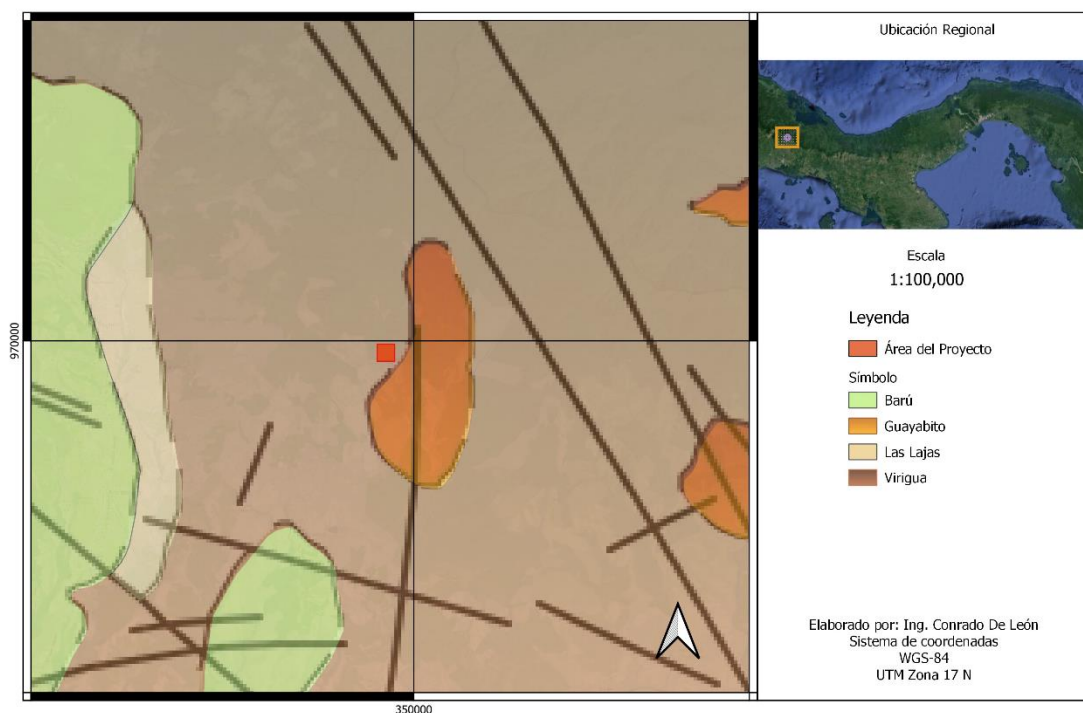 Ubicación Regional
Escala
1:100,000
Leyenda
Área del Proyecto
Símbolo
Barú
Guayabito
Las Lajas
Virigua
Elaborado por: Ing. Conrado De León
Sistema de coordenadas
WGS-84
UTM Zona 17 N
970000
350000